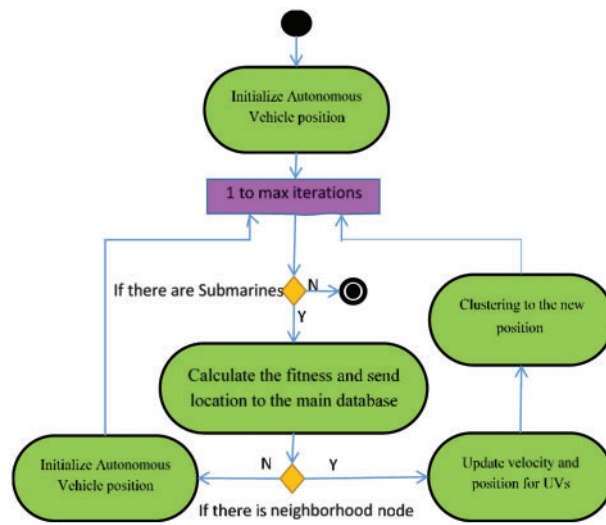 Initialize Autonomous
Vehicle position
1 to max iterations
If there are Submarines
N
Y
Clustering to the new
position
Calculate the fitness and send
location to the main database
Initialize Autonomous
Vehicle position
N
Y
If there is neighborhood node
Update velocity and
position for UVs